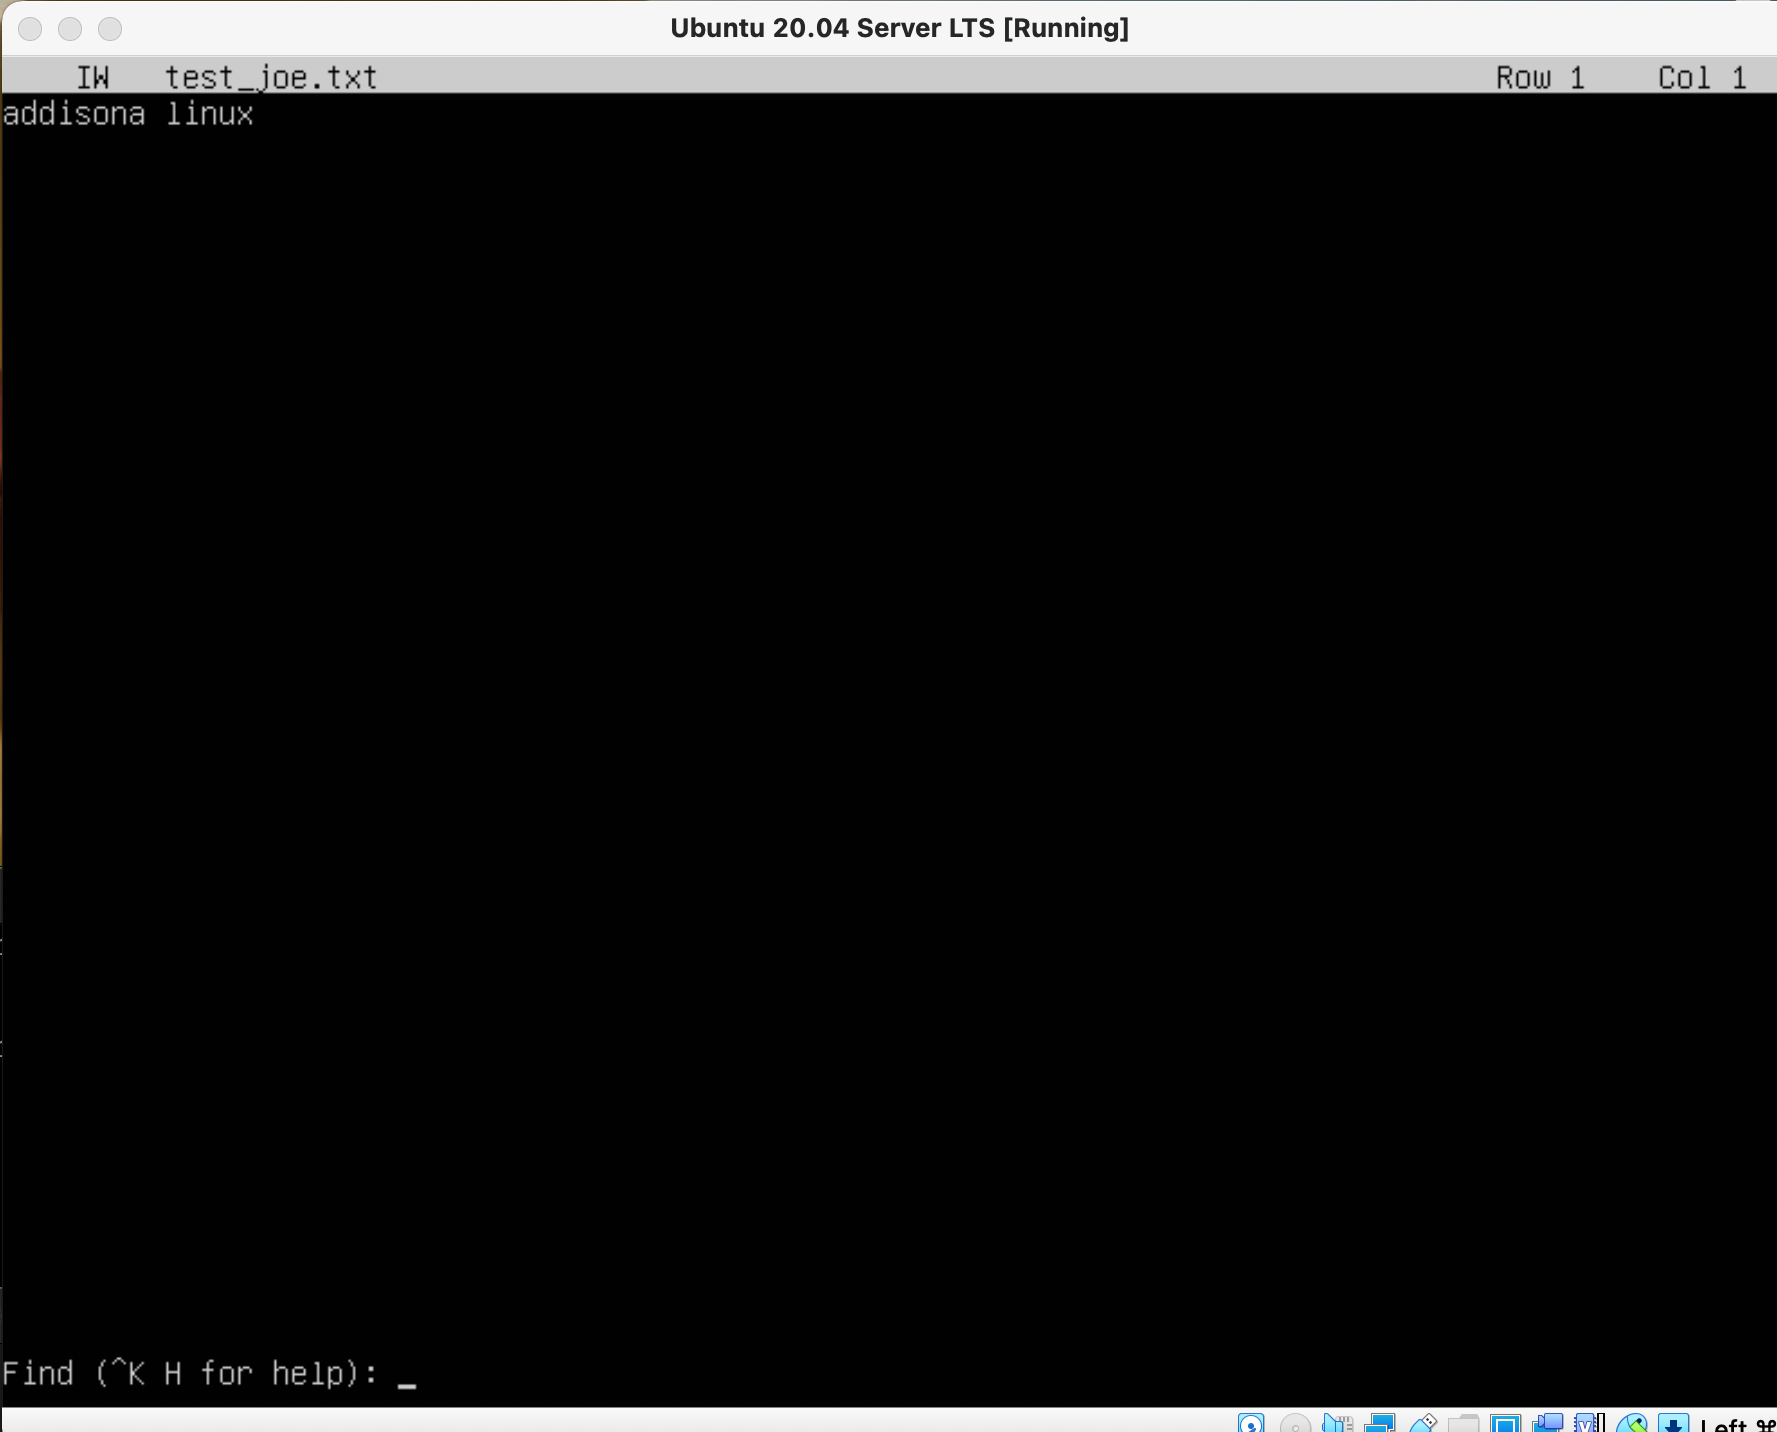 Ubuntu 20.04 Server LTS [Running]
IW test_joe.txt Row 1 Col 1
addisona linux
Find (^K H for help): _
Left ⌘